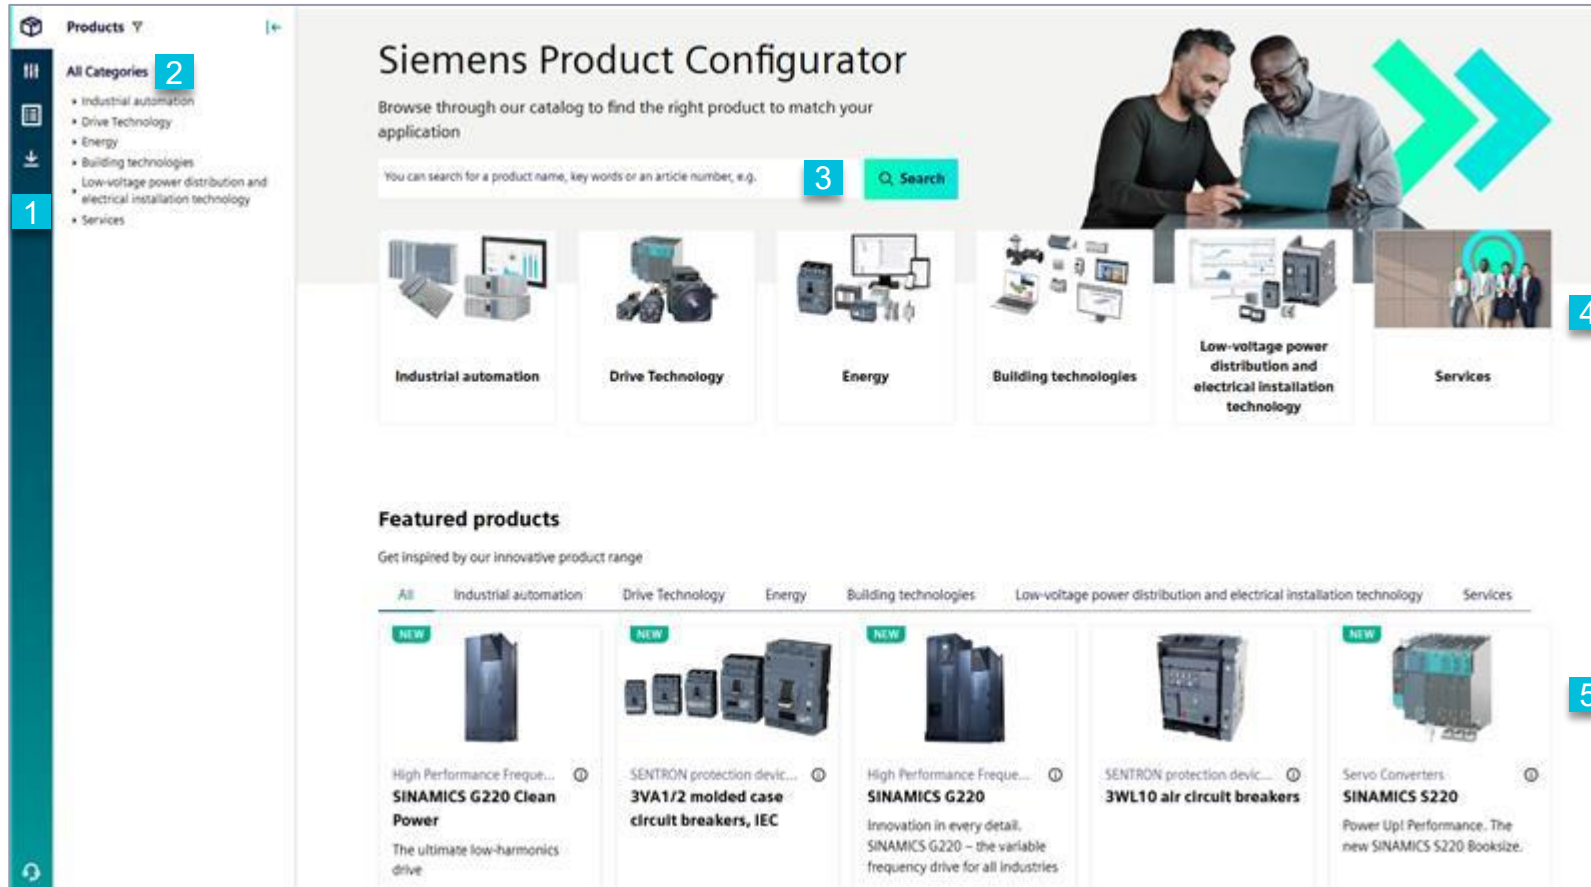 Products
All Categories 2
Industrial automation
Drive Technology
Energy
Building technologies
Low-voltage power distribution and
electrical installation technology
Services
1
Siemens Product Configurator
Browse through our catalog to find the right product to match your
application
You can search for a product name, key words or an article number, e.g. 3 Search
Industrial automation
Drive Technology
Energy
Building technologies
Low-voltage power
distribution and
electrical installation
technology
Services
4
Featured products
Get inspired by our innovative product range
All Industrial automation Drive Technology Energy Building technologies Low-voltage power distribution and electrical installation technology Services
NEW
High Performance Freque...
SINAMICS G220 Clean
Power
The ultimate low-harmonics
drive
NEW
SENTRON protection devic...
3VA1/2 molded case
circuit breakers, IEC
NEW
High Performance Freque...
SINAMICS G220
Innovation in every detail.
SINAMICS G220 – the variable
frequency drive for all industries
SENTRON protection devic...
3WL10 air circuit breakers
NEW
Servo Converters
SINAMICS S220
Power Up! Performance. The
new SINAMICS S220 Booksize.
5